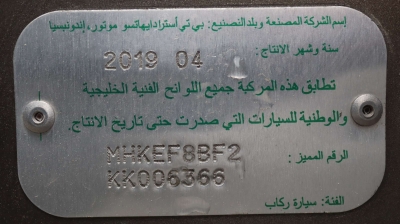 إسم الشركة المصنعة وبلد التصنيع: بي تي أسترا دايهاتسو موتور، إندونيسيا
سنة وشهر الانتاج: 2019 04
تطابق هذه المركبة جميع اللوائح الفنية الخليجية
والوطنية للسيارات التي صدرت حتى تاريخ الانتاج.
الرقم المميز: MHKEF8BF2
KK006366
الفئة: سيارة ركاب